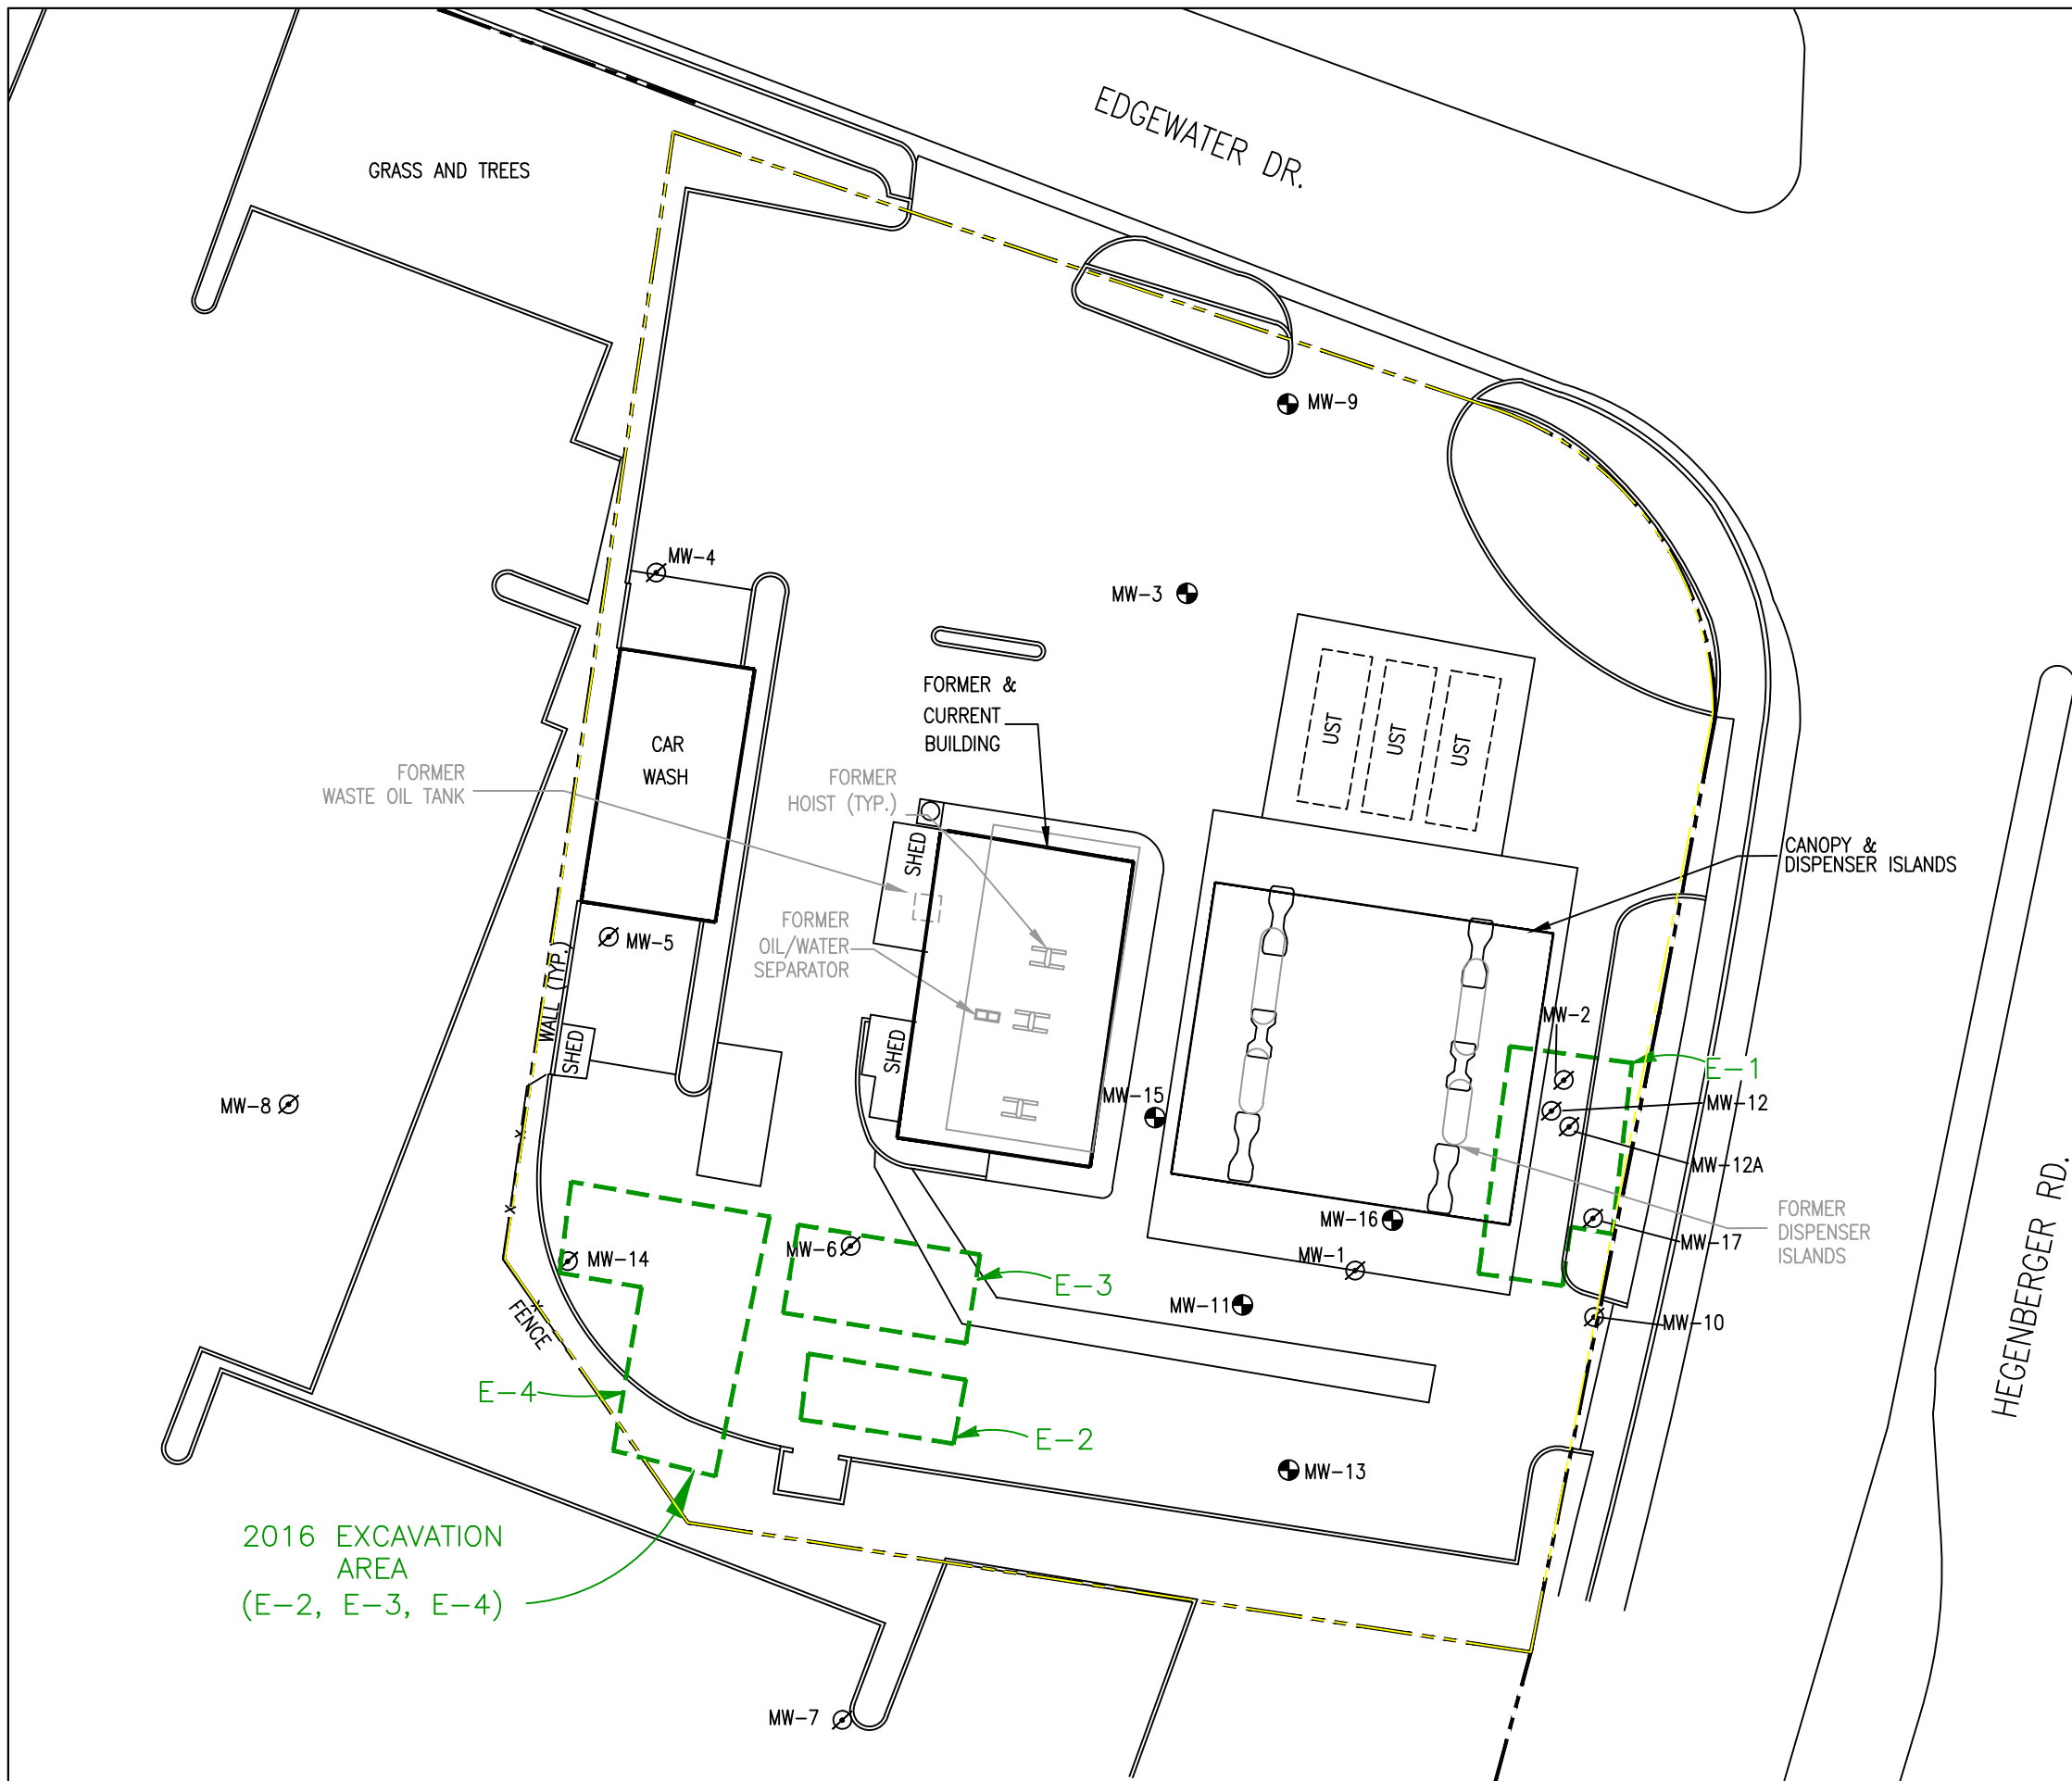 EDGEWATER DR.
GRASS AND TREES
MW-9
MW-4
MW-3
FORMER &
CURRENT
BUILDING
UST
UST
UST
CAR
WASH
FORMER
WASTE OIL TANK
FORMER
HOIST (TYP.)
SHED
CANOPY &
DISPENSER ISLANDS
FORMER
OIL/WATER
SEPARATOR
MW-5
WALL (TYP.)
SHED
SHED
MW-2
E-1
MW-15
MW-12
MW-8
MW-12A
MW-16
MW-17
FORMER
DISPENSER
ISLANDS
HEGENBERGER RD.
MW-14
MW-6
MW-1
E-3
MW-11
MW-10
X
X
X
FENCE
E-4
E-2
MW-13
2016 EXCAVATION
AREA
(E-2, E-3, E-4)
MW-7